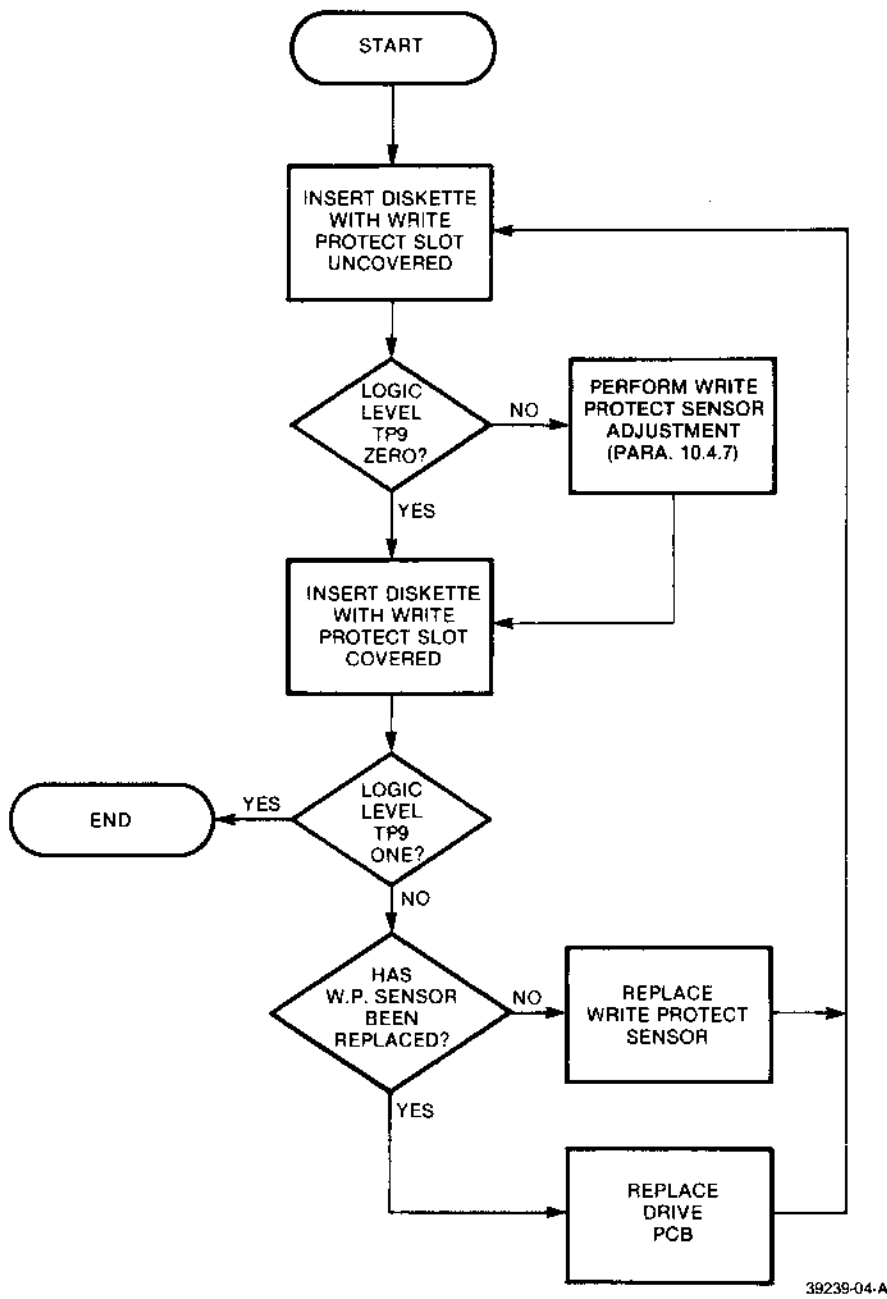 START
INSERT DISKETTE
WITH WRITE
PROTECT SLOT
UNCOVERED
LOGIC
LEVEL
TP9
ZERO?
NO
PERFORM WRITE
PROTECT SENSOR
ADJUSTMENT
(PARA. 10.4.7)
YES
INSERT DISKETTE
WITH WRITE
PROTECT SLOT
COVERED
END
YES
LOGIC
LEVEL
TP9
ONE?
NO
HAS
W.P. SENSOR
BEEN
REPLACED?
NO
REPLACE
WRITE PROTECT
SENSOR
YES
REPLACE
DRIVE
PCB
39239-04-A